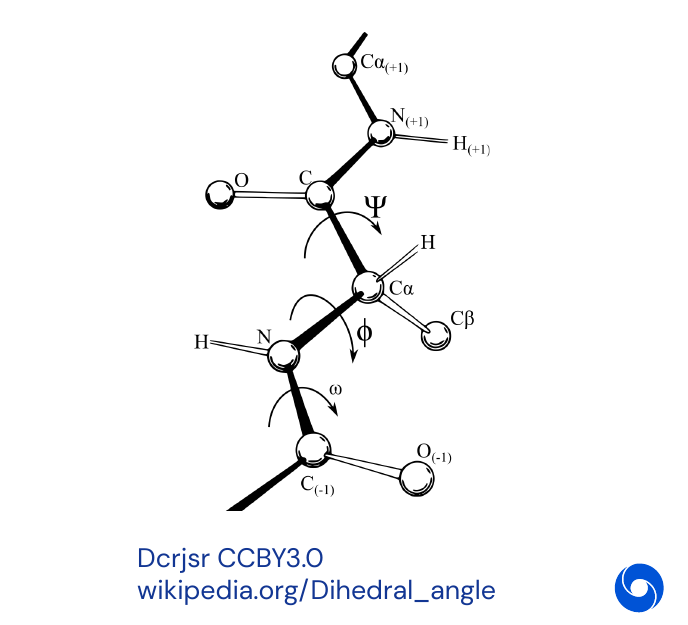 Cα(+1)
N(+1)
H(+1)
O
C
Ψ
H
Cα
Cβ
ϕ
N
H
ω
O(-1)
C(-1)
Dcrjsr CCBY3.0
wikipedia.org/Dihedral_angle